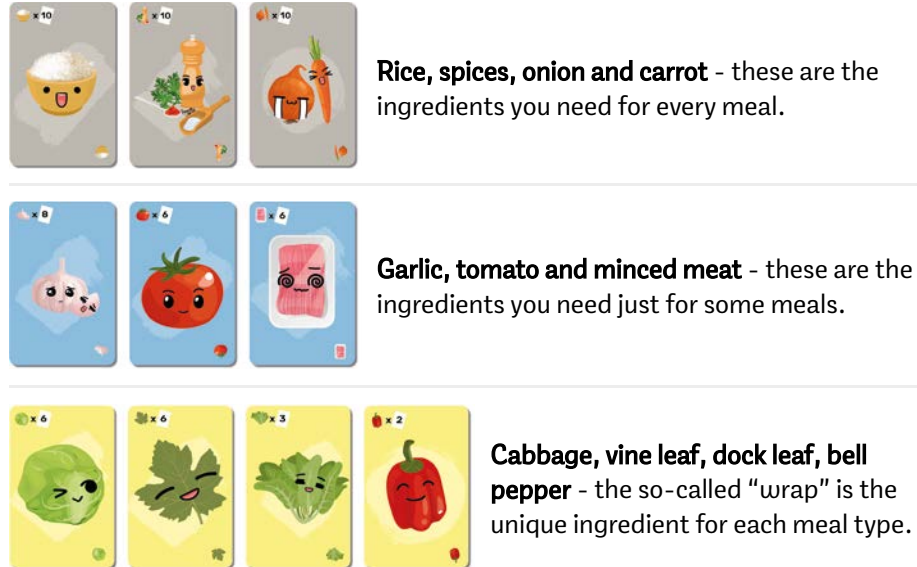 x 10
x 10
x 10
Rice, spices, onion and carrot - these are the
ingredients you need for every meal.
x 8
x 6
x 6
Garlic, tomato and minced meat - these are the
ingredients you need just for some meals.
x 6
x 6
x 3
x 2
Cabbage, vine leaf, dock leaf, bell
pepper - the so-called "wrap" is the
unique ingredient for each meal type.